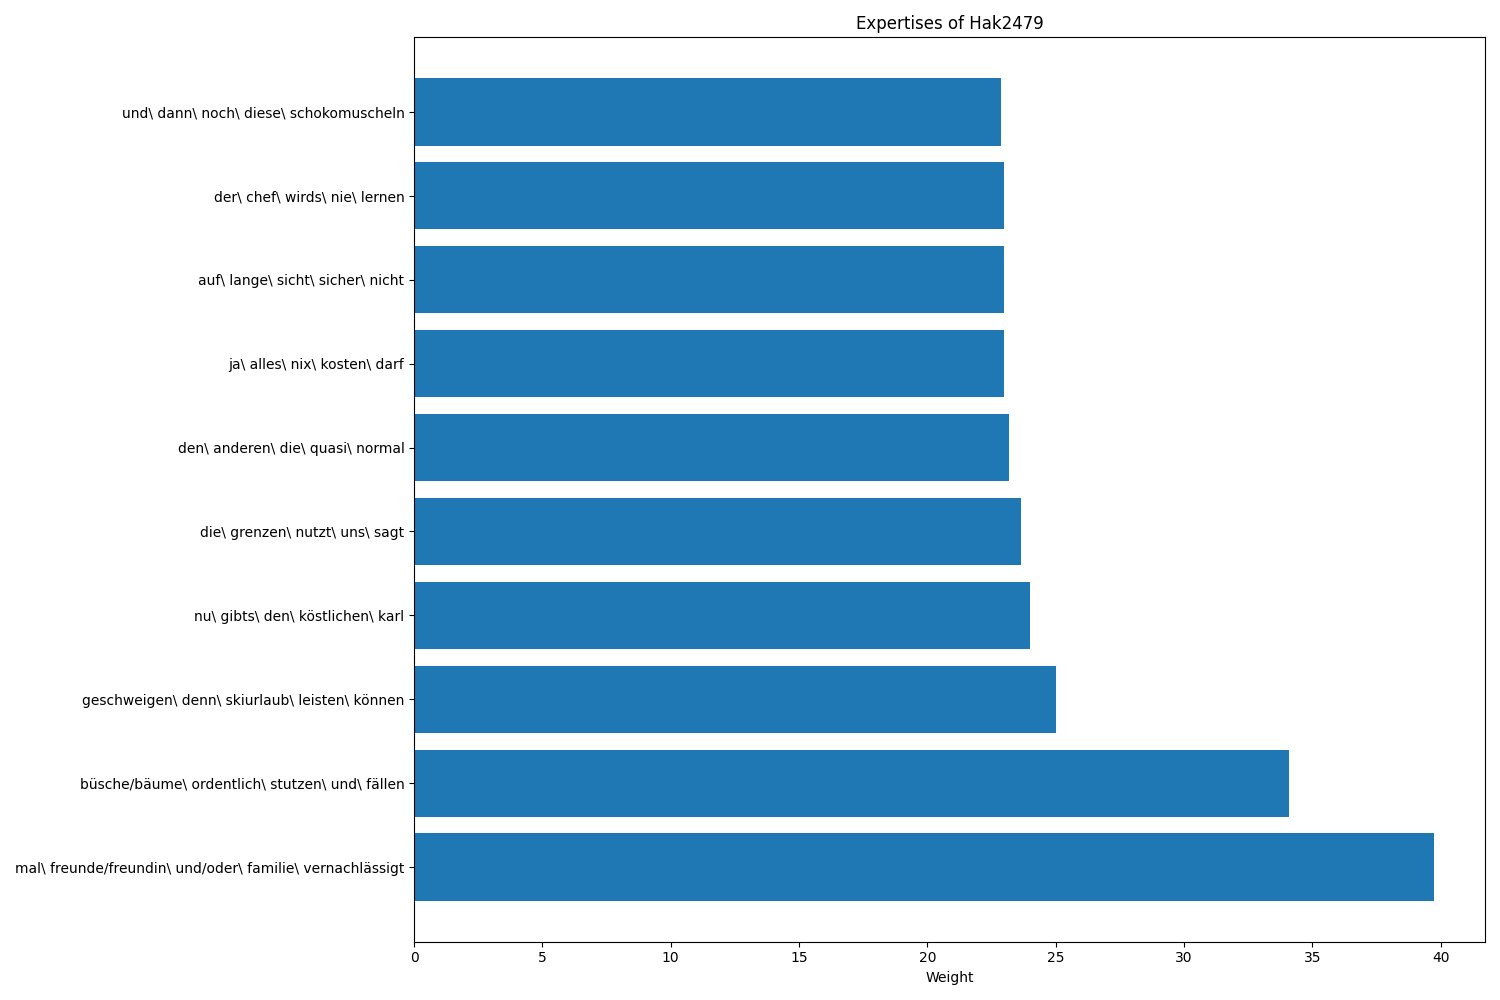 Expertises of Hak2479
und\ dann\ noch\ diese\ schokomuscheln
der\ chef\ wirds\ nie\ lernen
auf\ lange\ sicht\ sicher\ nicht
ja\ alles\ nix\ kosten\ darf
den\ anderen\ die\ quasi\ normal
die\ grenzen\ nutzt\ uns\ sagt
nu\ gibts\ den\ köstlichen\ karl
geschweigen\ denn\ skiurlaub\ leisten\ können
büsche/bäume\ ordentlich\ stutzen\ und\ fällen
mal\ freunde/freundin\ und/oder\ familie\ vernachlässigt
0 5 10 15 20 25 30 35 40
Weight